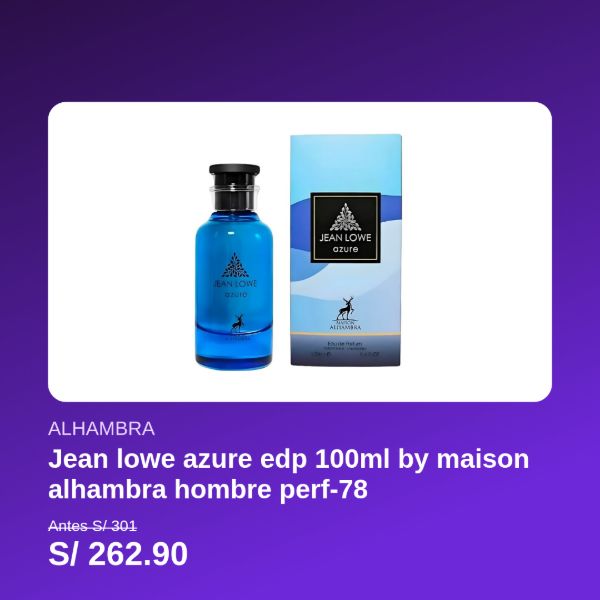 JEAN LOWE
azure
MAISON
ALHAMBRA
Eau de Parfum
JEAN LOWE
azure
ALHAMBRA
ALHAMBRA
Jean lowe azure edp 100ml by maison
alhambra hombre perf-78
Antes S/ 301
S/ 262.90